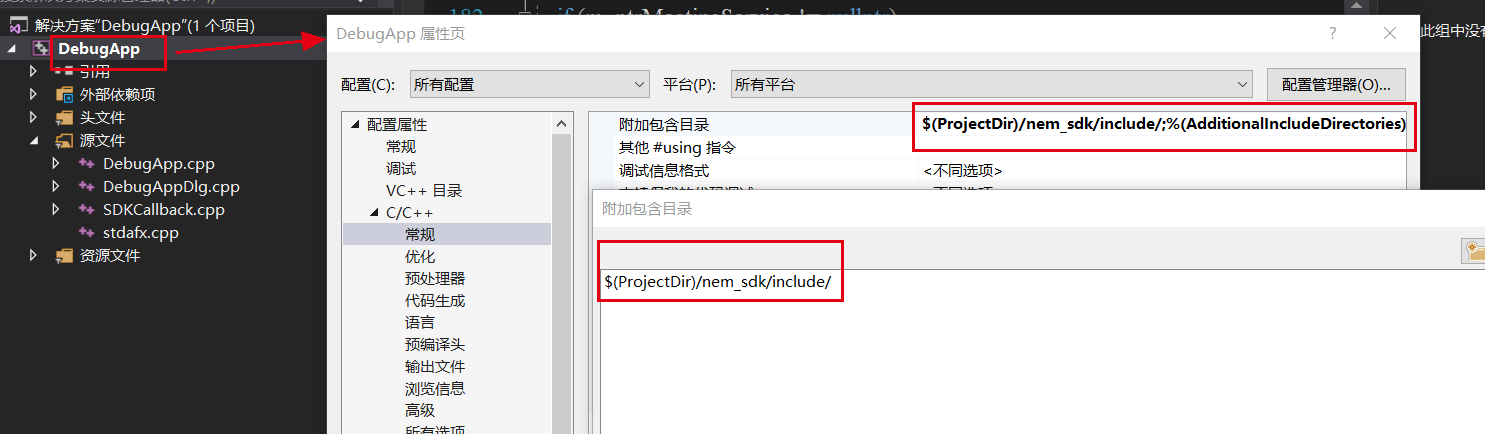 182
if(m_ptrMeetingService != nullptr)
解决方案"DebugApp"(1 个项目)
DebugApp
引用
外部依赖项
头文件
源文件
DebugApp.cpp
DebugAppDlg.cpp
SDKCallback.cpp
stdafx.cpp
资源文件
DebugApp 属性页
?
此组中没有
配置(C):
所有配置
平台(P):
所有平台
配置管理器(O)...
配置属性
常规
调试
VC++ 目录
C/C++
常规
优化
预处理器
代码生成
语言
预编译头
输出文件
浏览信息
高级
所有选项
附加包含目录
$(ProjectDir)/nem_sdk/include/;%(AdditionalIncludeDirectories)
其他 #using 指令
调试信息格式
<不同选项>
附加包含目录
$(ProjectDir)/nem_sdk/include/